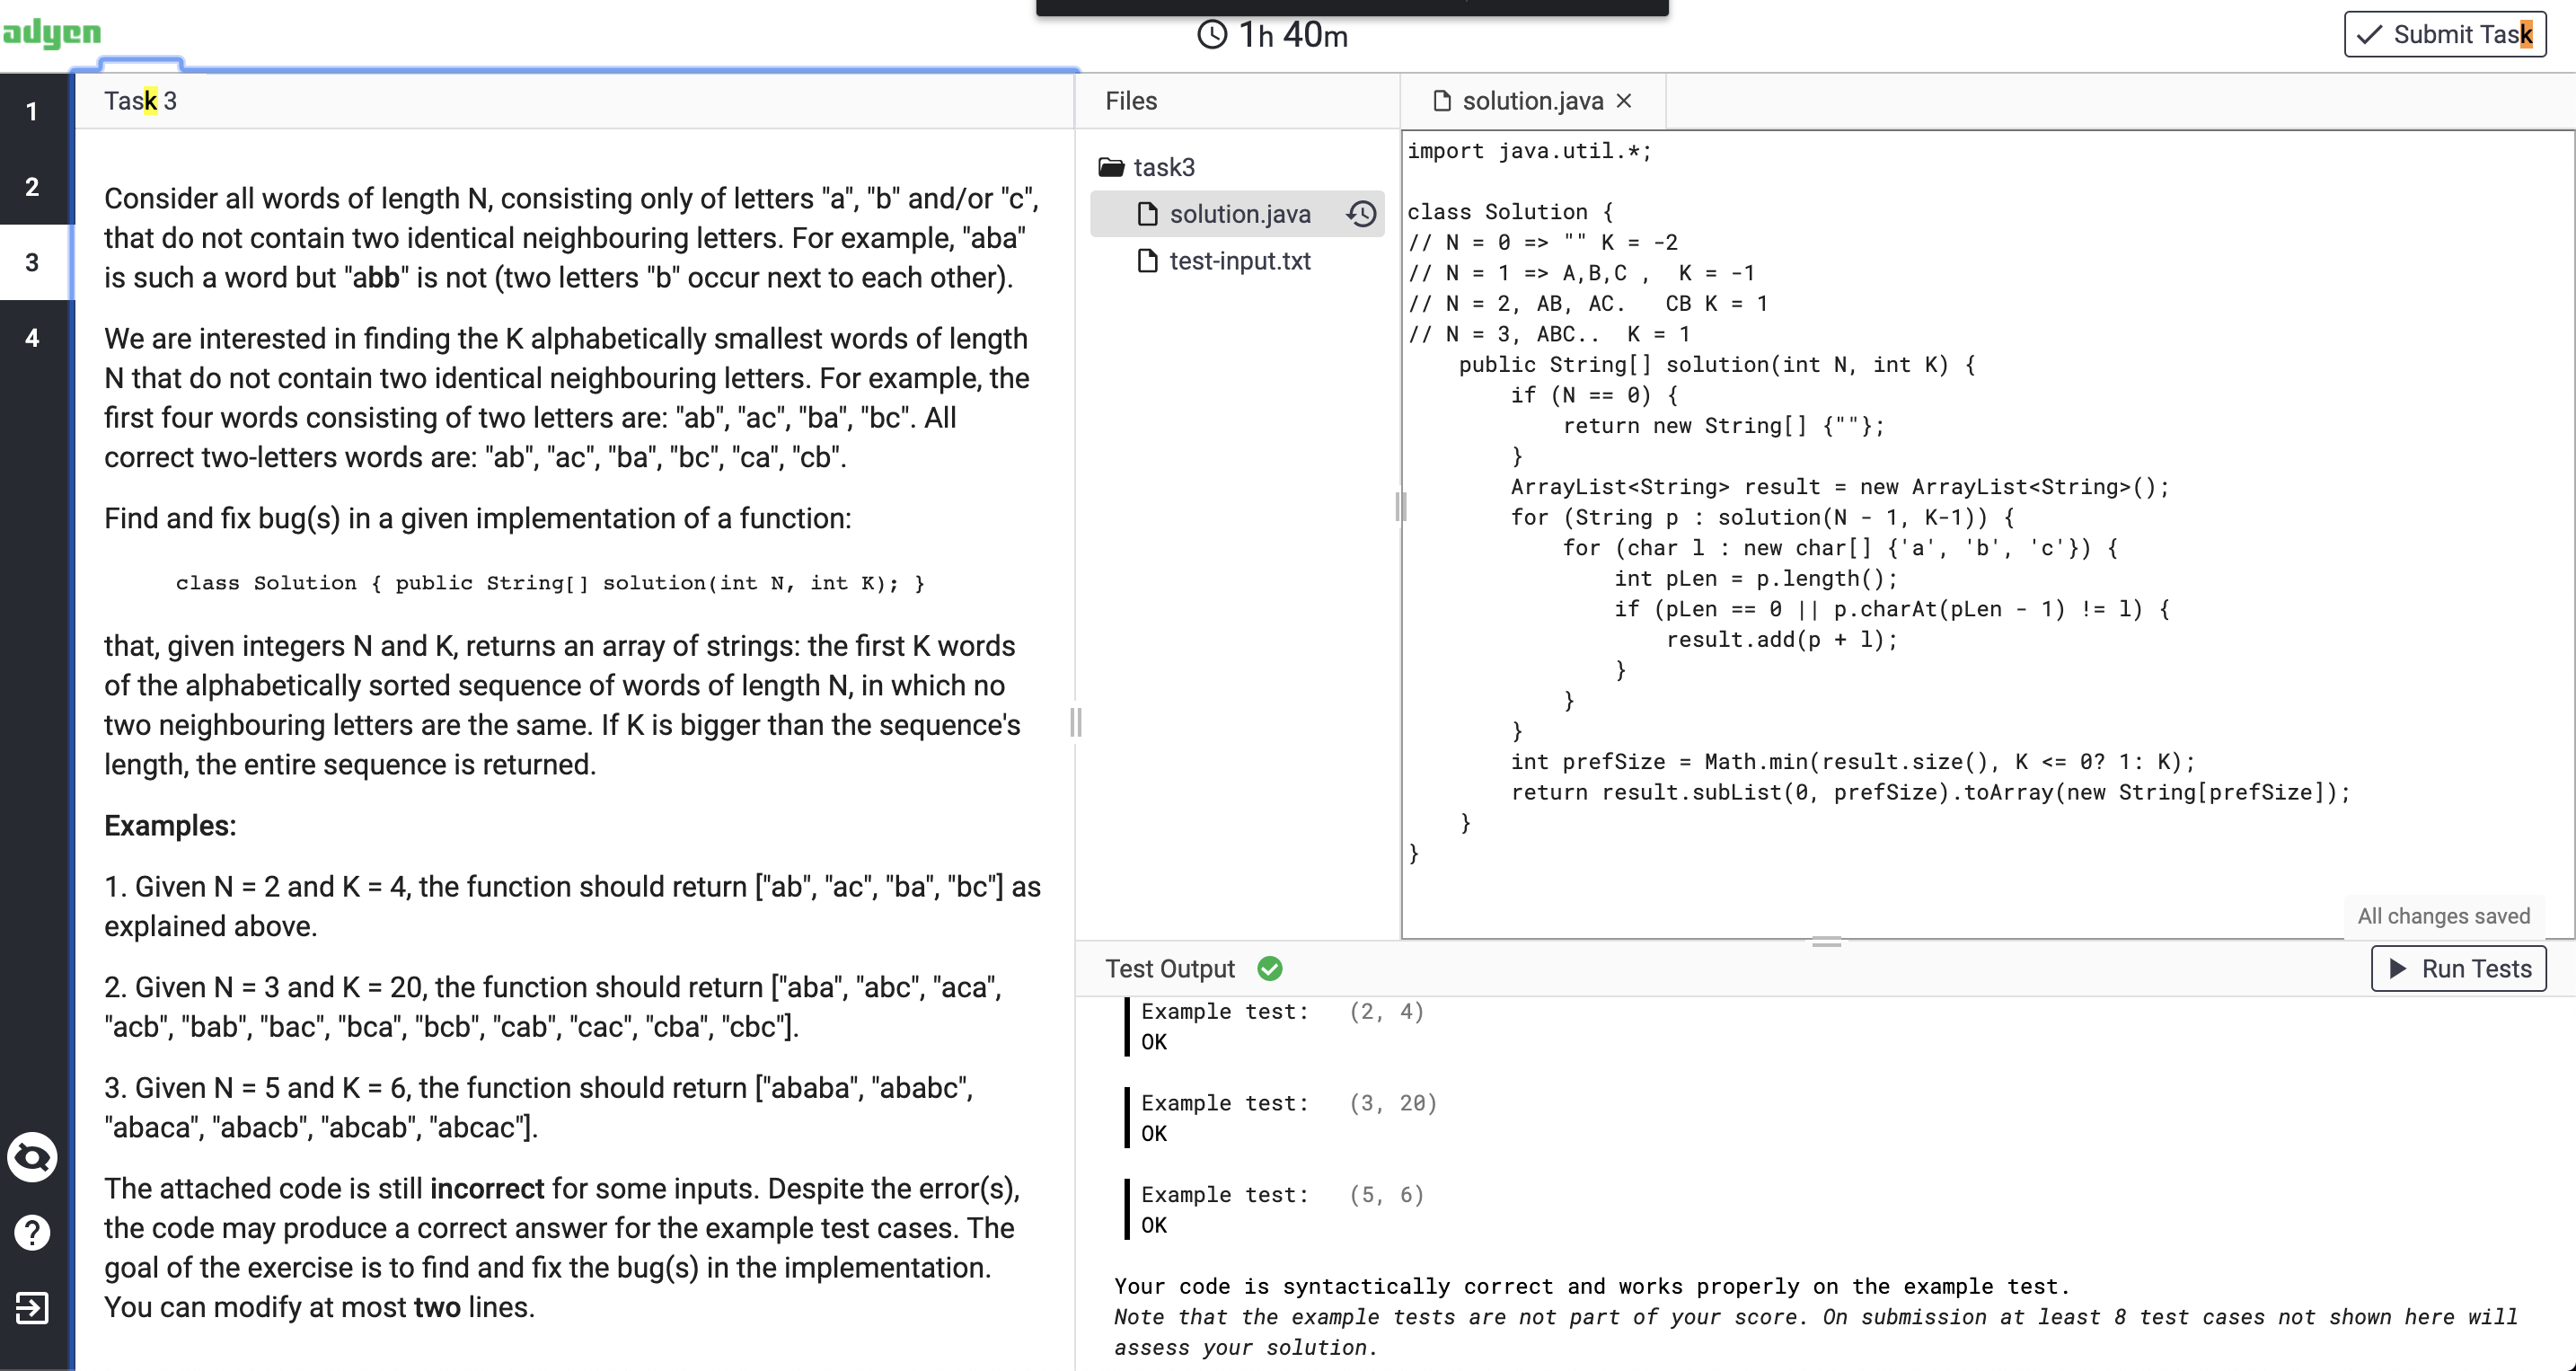 adyen
1h 40m
Submit Task
1
2
3
4
Task 3
Consider all words of length N, consisting only of letters "a", "b" and/or "c",
that do not contain two identical neighbouring letters. For example, "aba"
is such a word but "abb" is not (two letters "b" occur next to each other).
We are interested in finding the K alphabetically smallest words of length
N that do not contain two identical neighbouring letters. For example, the
first four words consisting of two letters are: "ab", "ac", "ba", "bc". All
correct two-letters words are: "ab", "ac", "ba", "bc", "ca", "cb".
Find and fix bug(s) in a given implementation of a function:
class Solution { public String[] solution(int N, int K); }
that, given integers N and K, returns an array of strings: the first K words
of the alphabetically sorted sequence of words of length N, in which no
two neighbouring letters are the same. If K is bigger than the sequence's
length, the entire sequence is returned.
Examples:
1. Given N = 2 and K = 4, the function should return ["ab", "ac", "ba", "bc"] as
explained above.
2. Given N = 3 and K = 20, the function should return ["aba", "abc", "aca",
"acb", "bab", "bac", "bca", "bcb", "cab", "cac", "cba", "cbc"].
3. Given N = 5 and K = 6, the function should return ["ababa", "ababc",
"abaca", "abacb", "abcab", "abcac"].
The attached code is still incorrect for some inputs. Despite the error(s),
the code may produce a correct answer for the example test cases. The
goal of the exercise is to find and fix the bug(s) in the implementation.
You can modify at most two lines.
Files
task3
solution.java
test-input.txt
solution.java
import java.util.*;
class Solution {
// N = 0 => "" K = -2
// N = 1 => A,B,C ,  K = -1
// N = 2, AB, AC.   CB K = 1
// N = 3, ABC..  K = 1
    public String[] solution(int N, int K) {
        if (N == 0) {
            return new String[] {""};
        }
        ArrayList<String> result = new ArrayList<String>();
        for (String p : solution(N - 1, K-1)) {
            for (char l : new char[] {'a', 'b', 'c'}) {
                int pLen = p.length();
                if (pLen == 0 || p.charAt(pLen - 1) != l) {
                    result.add(p + l);
                }
            }
        }
        int prefSize = Math.min(result.size(), K <= 0? 1: K);
        return result.subList(0, prefSize).toArray(new String[prefSize]);
    }
}
All changes saved
Test Output
Run Tests
Example test:   (2, 4)
OK
Example test:   (3, 20)
OK
Example test:   (5, 6)
OK
Your code is syntactically correct and works properly on the example test.
Note that the example tests are not part of your score. On submission at least 8 test cases not shown here will
assess your solution.